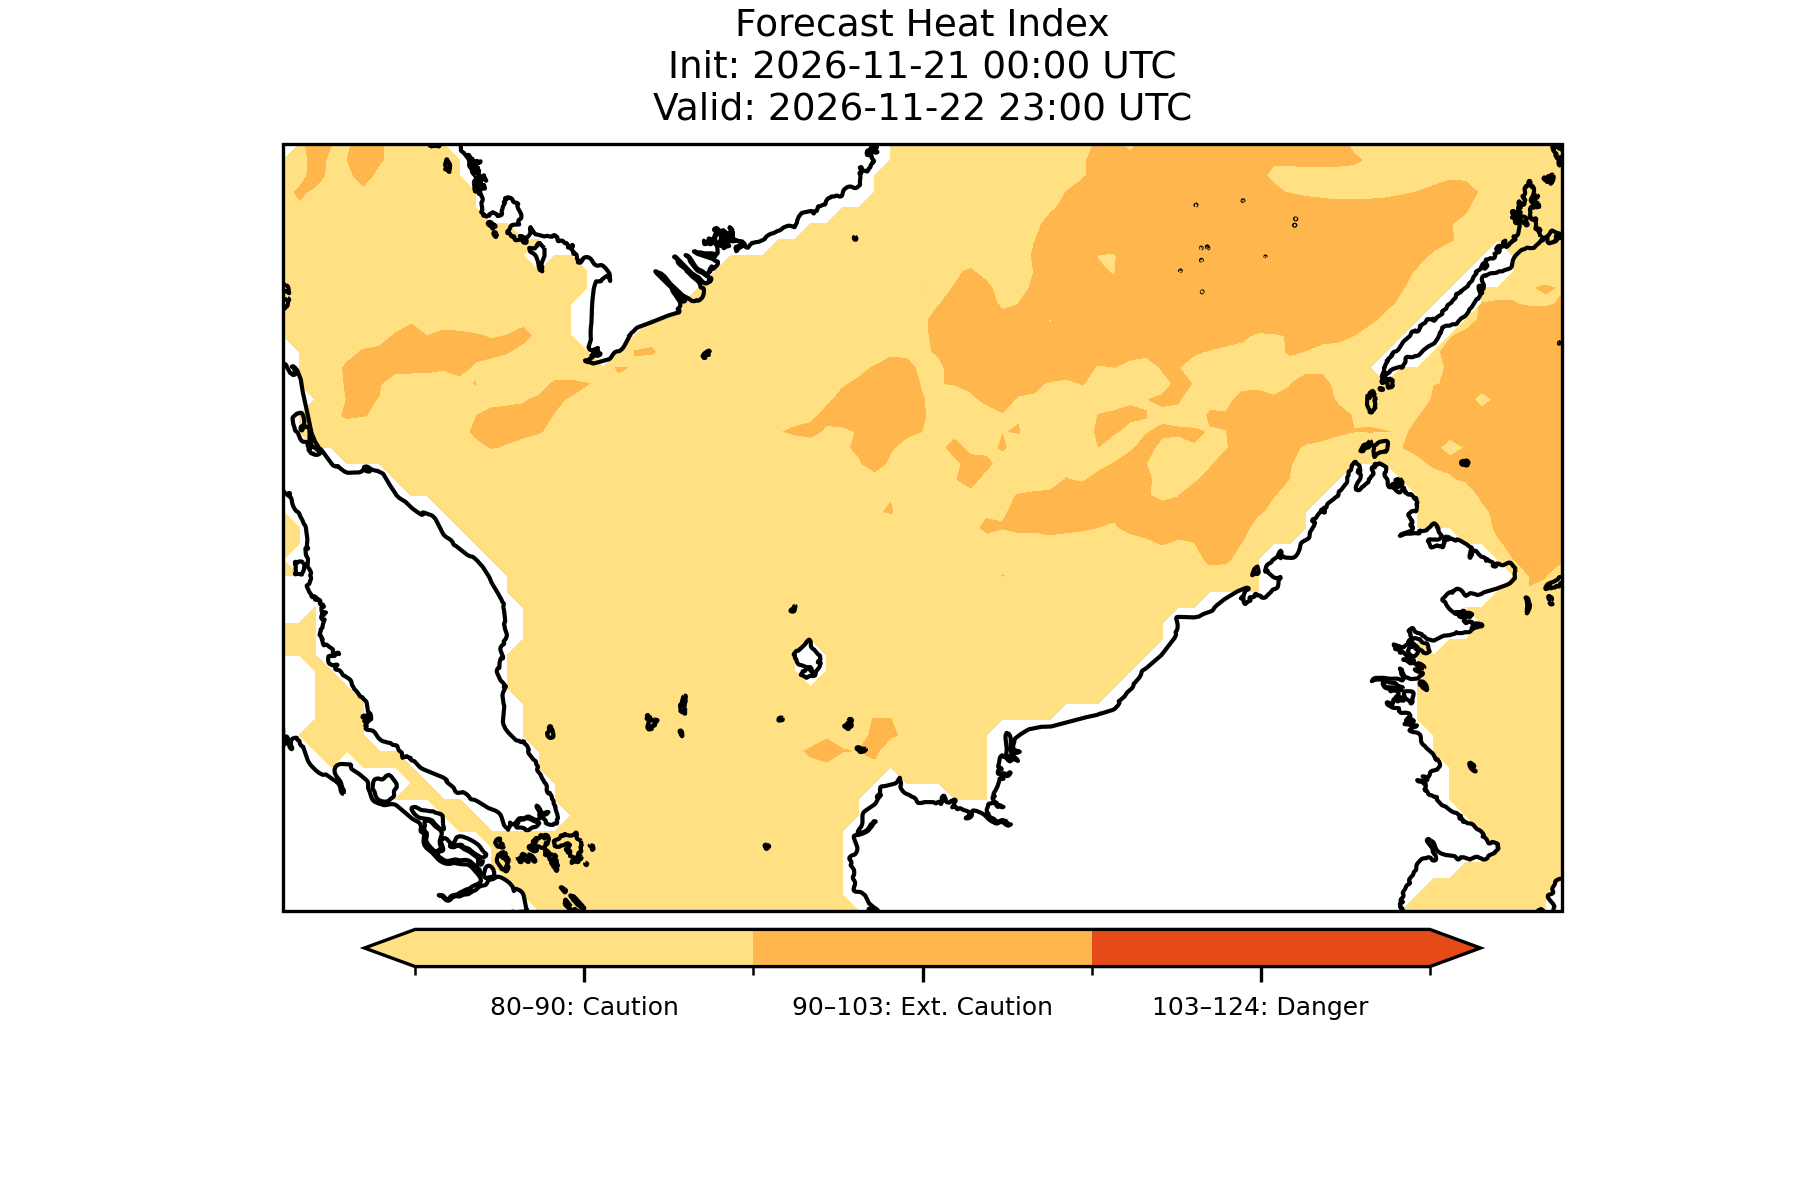 Forecast Heat Index
Init: 2026-11-21 00:00 UTC
Valid: 2026-11-22 23:00 UTC
80–90: Caution
90–103: Ext. Caution
103–124: Danger